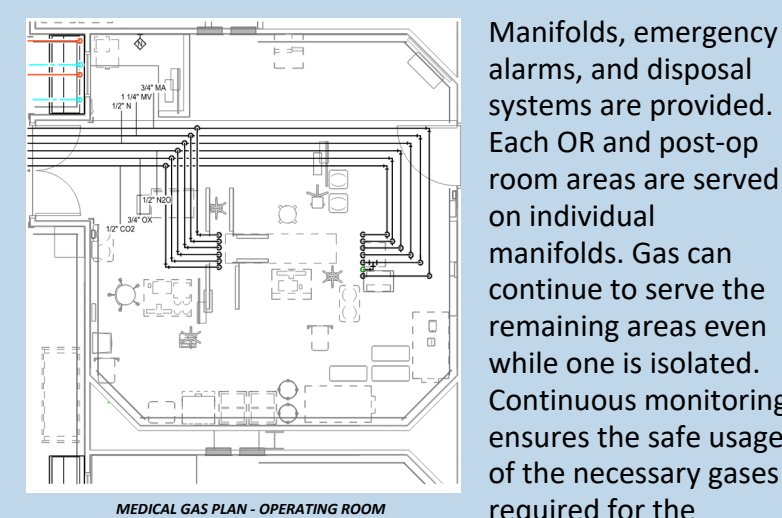 Manifolds, emergency
alarms, and disposal
systems are provided.
Each OR and post-op
room areas are served
on individual
manifolds. Gas can
continue to serve the
remaining areas even
while one is isolated.
Continuous monitoring
ensures the safe usage
of the necessary gases
required for the
N
3/4" MA
1 1/4" MV
1/2" N
1/2" N2O
3/4" OX
1/2" CO2
MEDICAL GAS PLAN - OPERATING ROOM